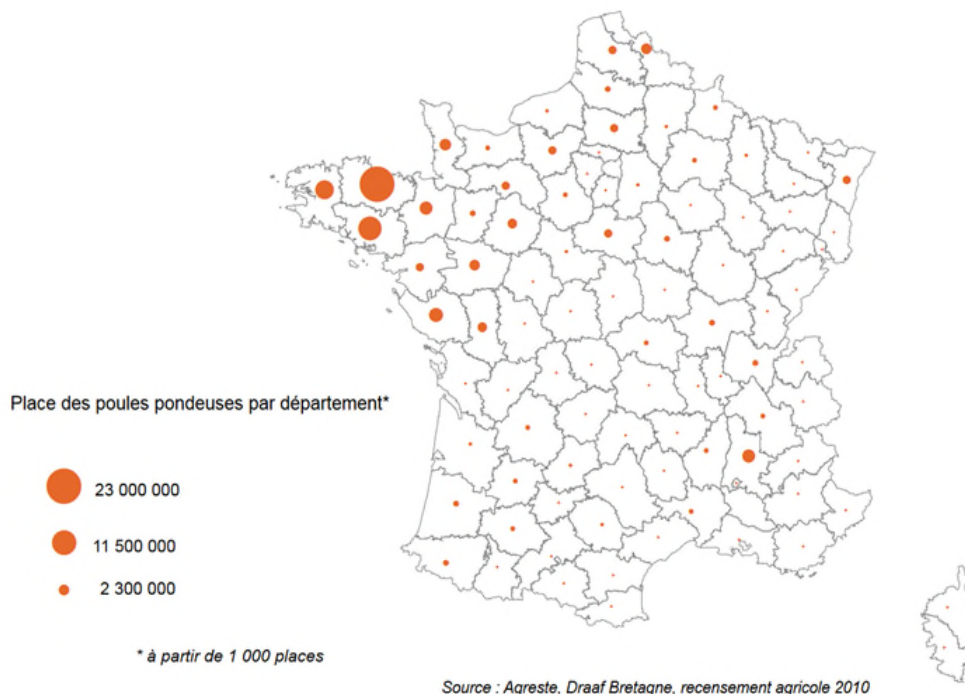 Place des poules pondeuses par département*
23 000 000
11 500 000
2 300 000
* à partir de 1 000 places
Source : Agreste, Draaf Bretagne, recensement agricole 2010